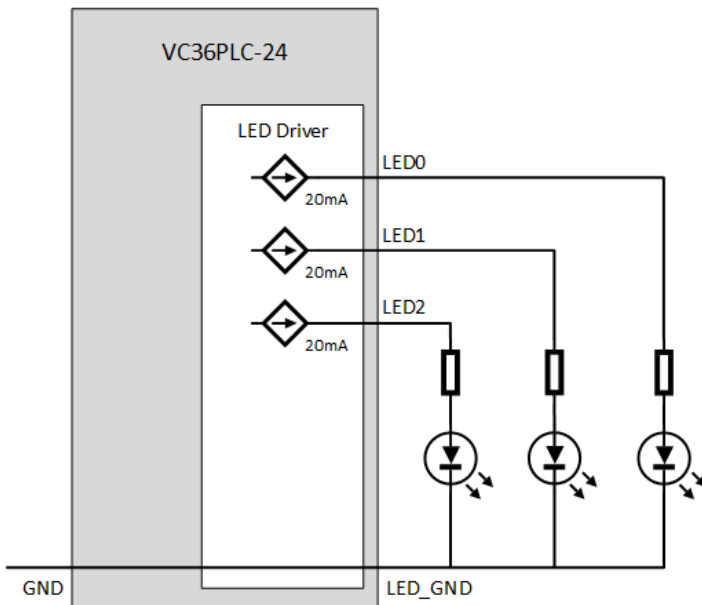 VC36PLC-24
LED Driver
LED0
20mA
LED1
20mA
LED2
20mA
GND
LED_GND